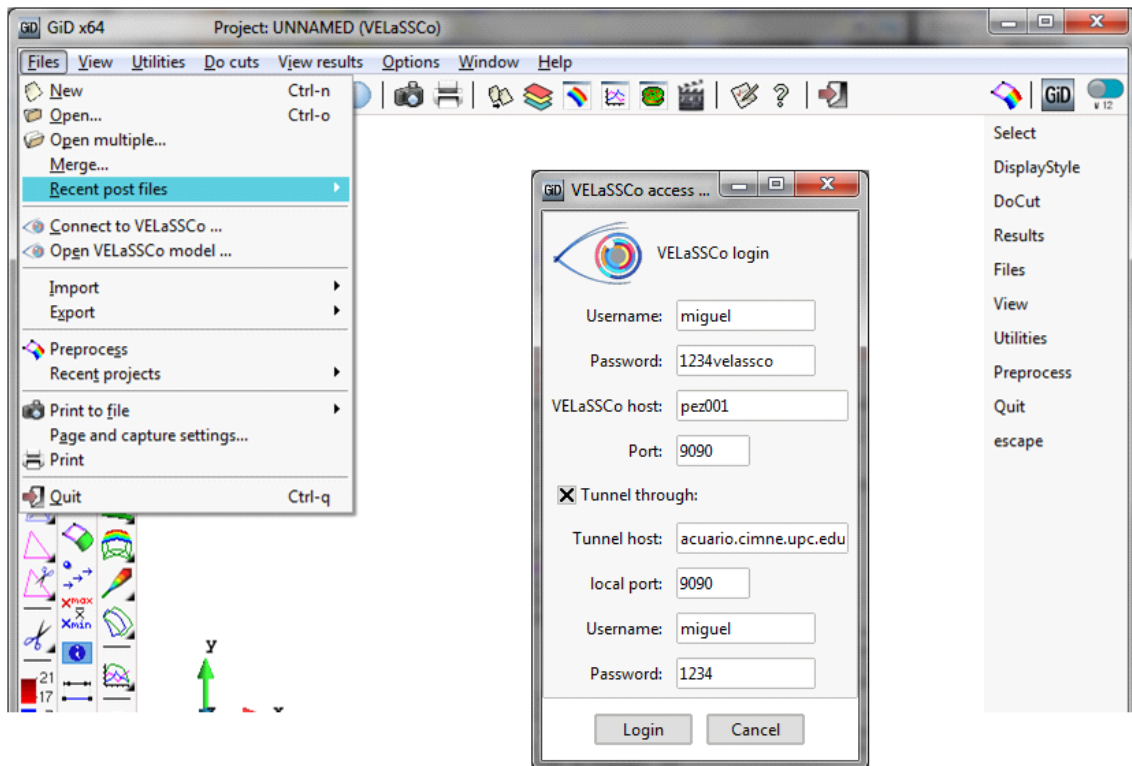 GiD GiD x64 Project: UNNAMED (VELaSSCo)
Files View Utilities Do cuts View results Options Window Help
New Ctrl-n
Open... Ctrl-o
Open multiple...
Merge...
Recent post files
Connect to VELaSSCo ...
Open VELaSSCo model ...
Import
Export
Preprocess
Recent projects
Print to file
Page and capture settings...
Print
Quit Ctrl-q
GiD
v 12
Select
DisplayStyle
DoCut
Results
Files
View
Utilities
Preprocess
Quit
escape
GiD VELaSSCo access ...
VELaSSCo login
Username: miguel
Password: 1234velassco
VELaSSCo host: pez001
Port: 9090
Tunnel through:
Tunnel host: acuario.cimne.upc.edu
local port: 9090
Username: miguel
Password: 1234
Login Cancel
Xmax
X
Xmin
21
17
y